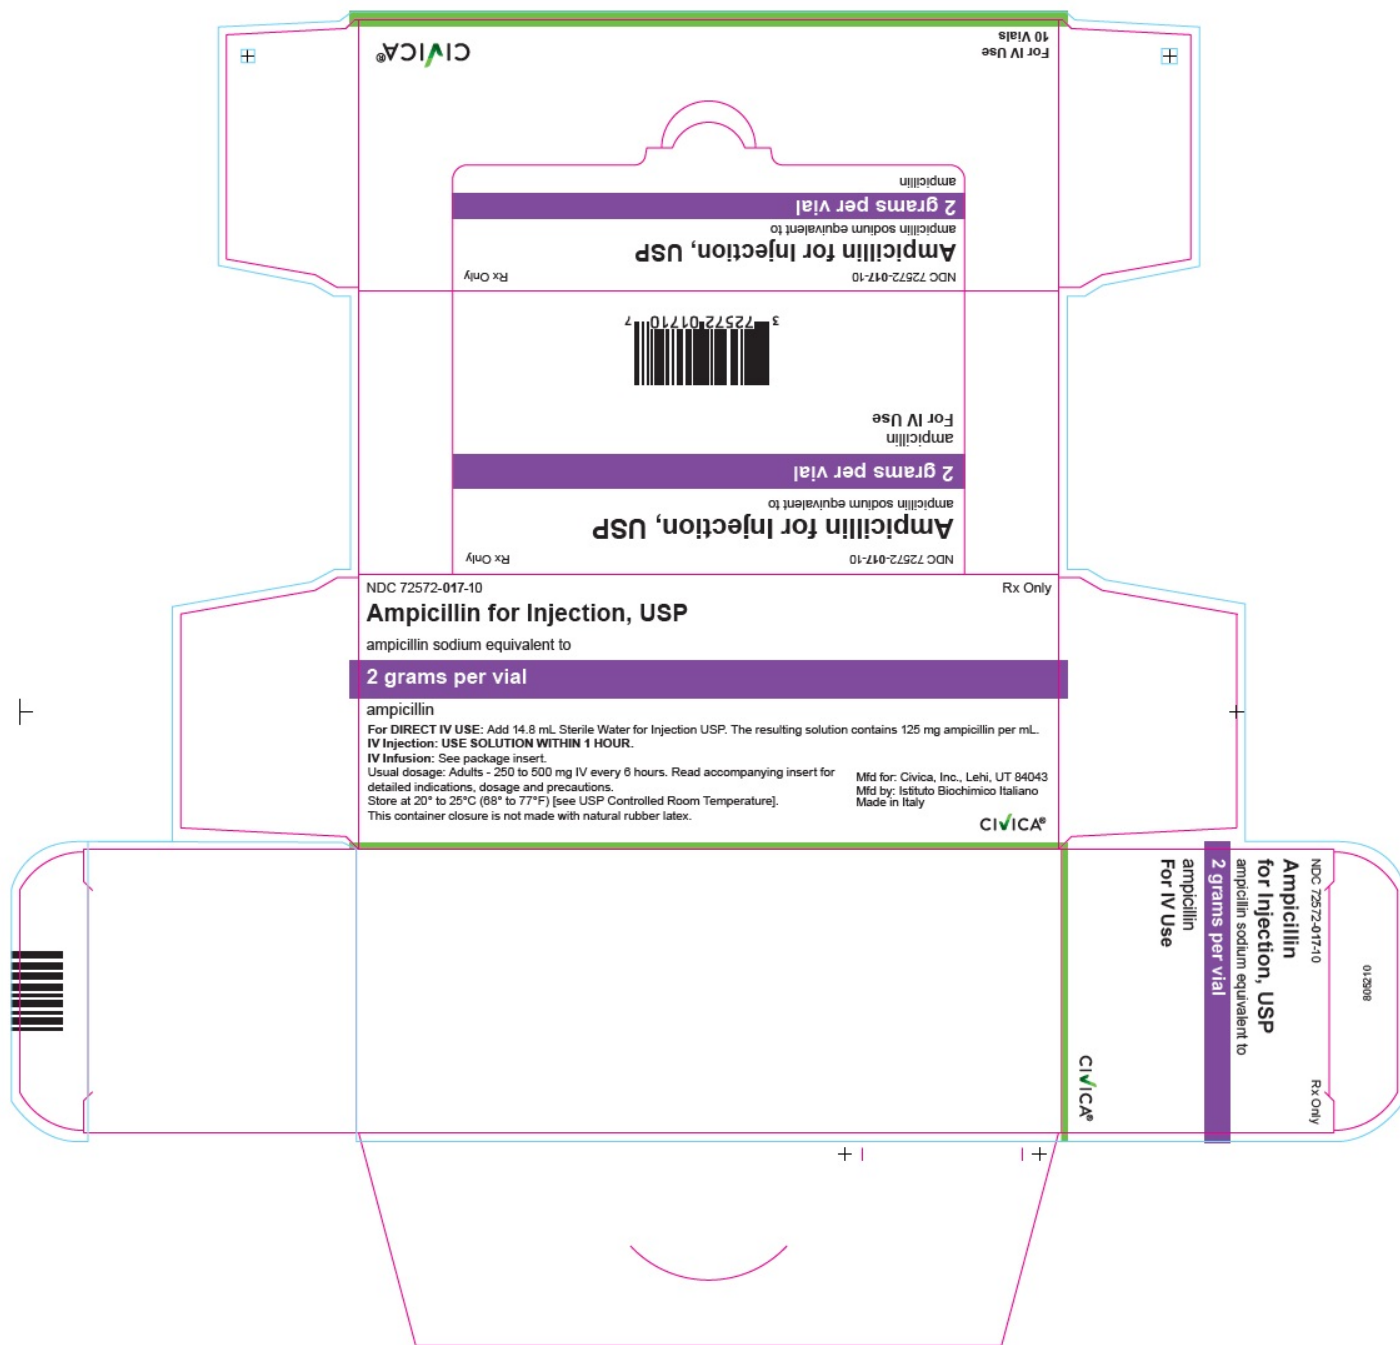 For IV Use
10 Vials
CIVICA®
ampicillin
2 grams per vial
ampicillin sodium equivalent to
Ampicillin for Injection, USP
NDC 72572-017-10
Rx Only
3 72572-01710 7
For IV Use
ampicillin
2 grams per vial
ampicillin sodium equivalent to
Ampicillin for Injection, USP
NDC 72572-017-10
Rx Only
NDC 72572-017-10
Rx Only
Ampicillin for Injection, USP
ampicillin sodium equivalent to
2 grams per vial
ampicillin
For DIRECT IV USE: Add 14.8 mL Sterile Water for Injection USP. The resulting solution contains 125 mg ampicillin per mL.
IV Injection: USE SOLUTION WITHIN 1 HOUR.
IV Infusion: See package insert.
Usual dosage: Adults - 250 to 500 mg IV every 6 hours. Read accompanying insert for
detailed indications, dosage and precautions.
Store at 20° to 25°C (68° to 77°F) [see USP Controlled Room Temperature].
This container closure is not made with natural rubber latex.
Mfd for: Civica, Inc., Lehi, UT 84043
Mfd by: Istituto Biochimico Italiano
Made in Italy
CIVICA®
NDC 72572-017-10
Rx Only
Ampicillin
for Injection, USP
ampicillin sodium equivalent to
2 grams per vial
ampicillin
For IV Use
CIVICA®